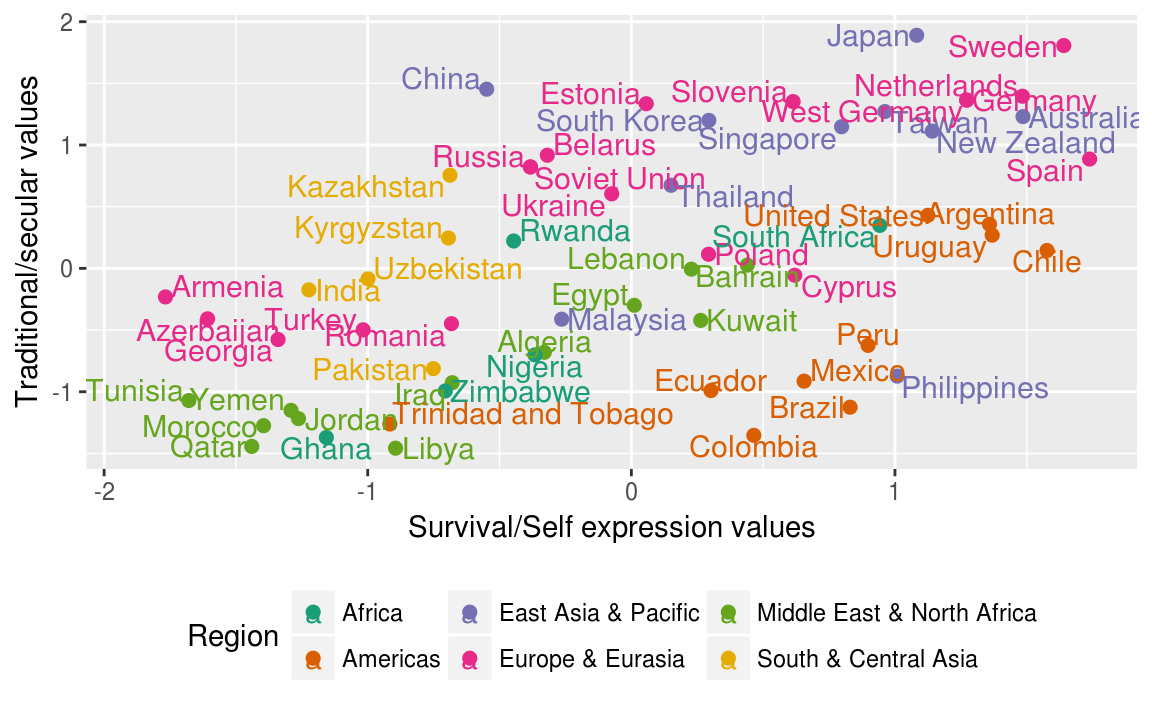 Traditional/secular values
2
1
0
-1
Japan
Sweden
China
Netherlands
Estonia
Slovenia
Germany
West Germany
South Korea
Taiwan
Australia
Singapore
New Zealand
Belarus
Russia
Spain
Soviet Union
Kazakhstan
Thailand
Ukraine
United States
Argentina
Kyrgyzstan
Rwanda
South Africa
Uruguay
Poland
Lebanon
Chile
Uzbekistan
Bahrain
Armenia
India
Cyprus
Egypt
Turkey
Malaysia
Kuwait
Azerbaijan
Romania
Peru
Algeria
Georgia
Nigeria
Pakistan
Mexico
Ecuador
Philippines
Tunisia
Yemen
Iraq
Zimbabwe
Brazil
Trinidad and Tobago
Jordan
Morocco
Qatar
Ghana
Libya
Colombia
-2
-1
0
1
Survival/Self expression values
Region
Africa
East Asia & Pacific
Middle East & North Africa
Americas
Europe & Eurasia
South & Central Asia